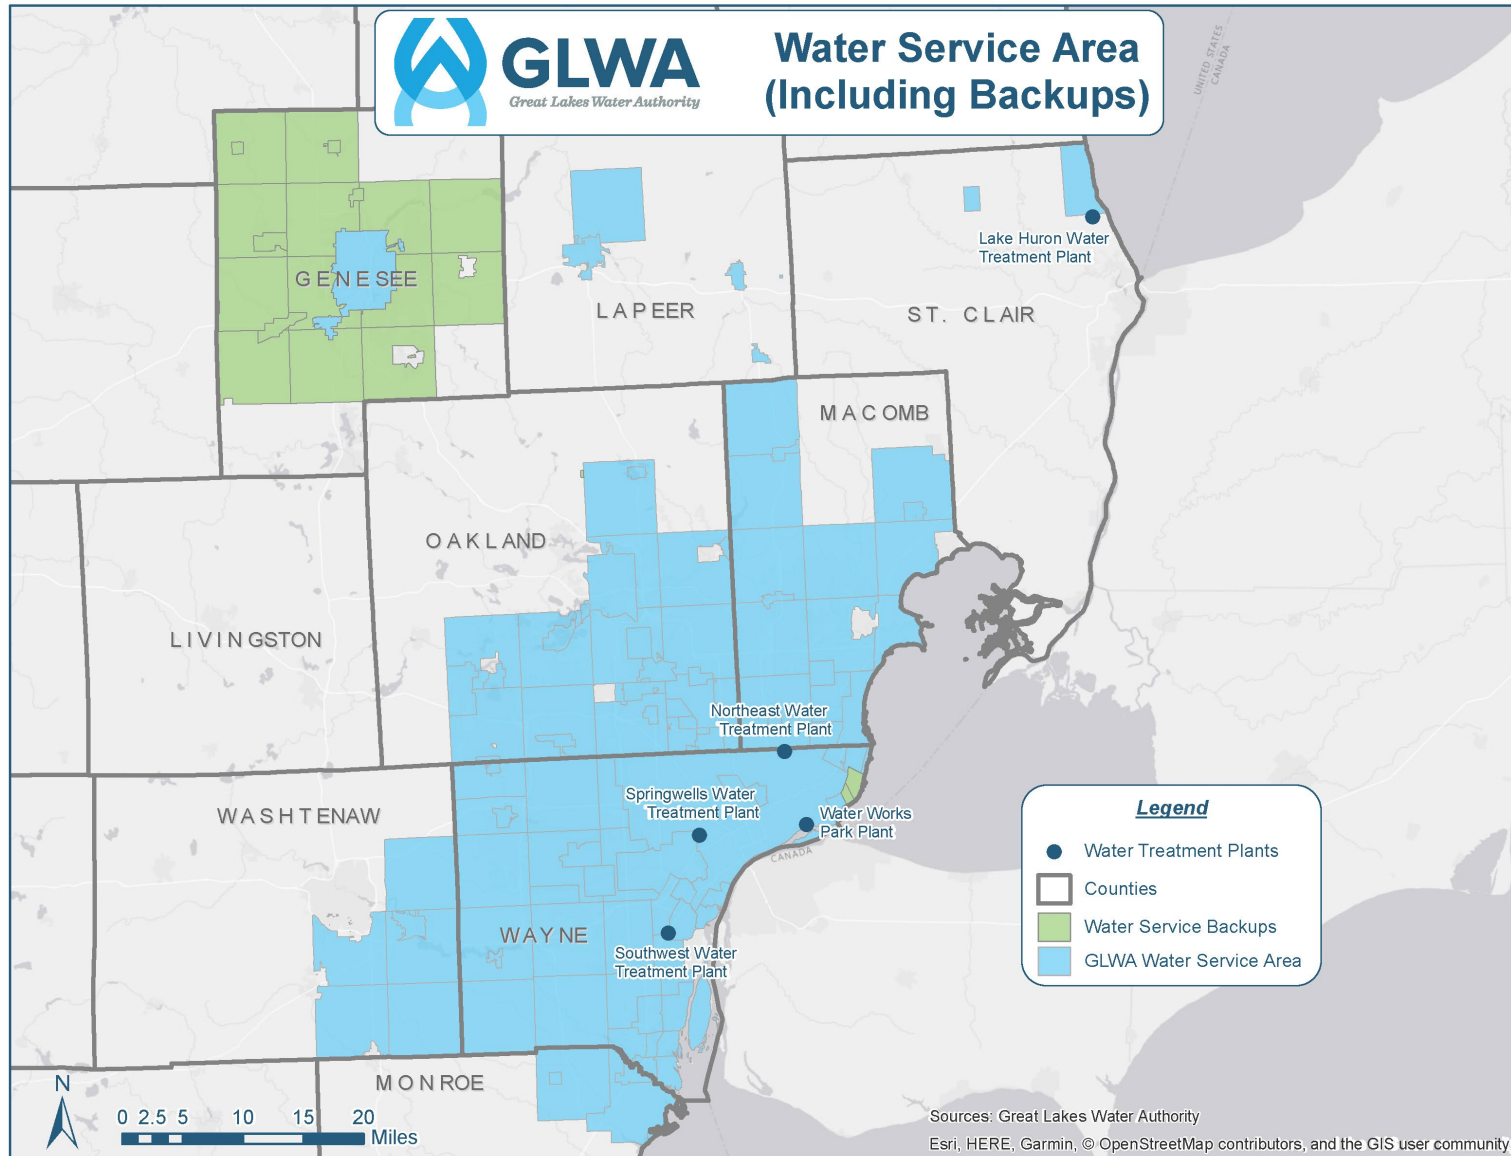 GLWA
Great Lakes Water Authority
Water Service Area
(Including Backups)
UNITED STATES
CANADA
Lake Huron Water
Treatment Plant
GENESEE
LAPEER
ST. CLAIR
MACOMB
OAKLAND
LIVINGSTON
Northeast Water
Treatment Plant
Springwells Water
Treatment Plant
Water Works
Park Plant
CANADA
WASHTENAW
WAYNE
Southwest Water
Treatment Plant
MONROE
Legend
Water Treatment Plants
Counties
Water Service Backups
GLWA Water Service Area
N
0 2.5 5 10 15 20
Miles
Sources: Great Lakes Water Authority
Esri, HERE, Garmin, © OpenStreetMap contributors, and the GIS user community